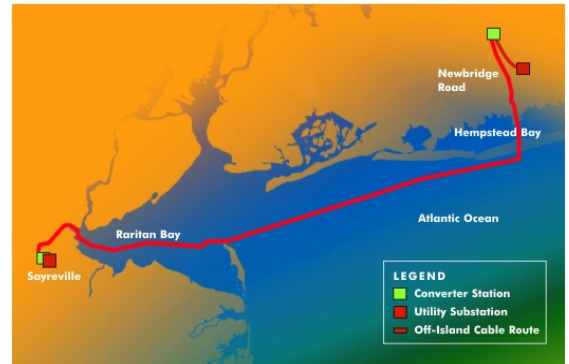 Newbridge
Road
Hempstead Bay
Atlantic Ocean
Raritan Bay
Sayreville
LEGEND
Converter Station
Utility Substation
Off-Island Cable Route